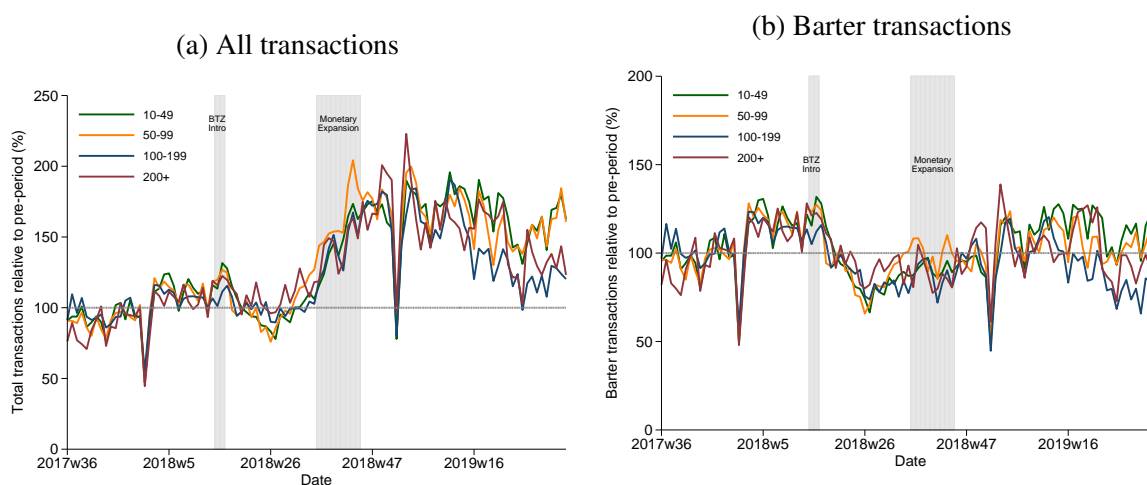 (a) All transactions
Total transactions relative to pre-period (%)
250
200
150
100
50
0
10-49
50-99
100-199
200+
BTZ
Intro
Monetary
Expansion
2017w36
2018w5
2018w26
2018w47
2019w16
Date
(b) Barter transactions
Barter transactions relative to pre-period (%)
200
150
100
50
0
10-49
50-99
100-199
200+
BTZ
Intro
Monetary
Expansion
2017w36
2018w5
2018w26
2018w47
2019w16
Date